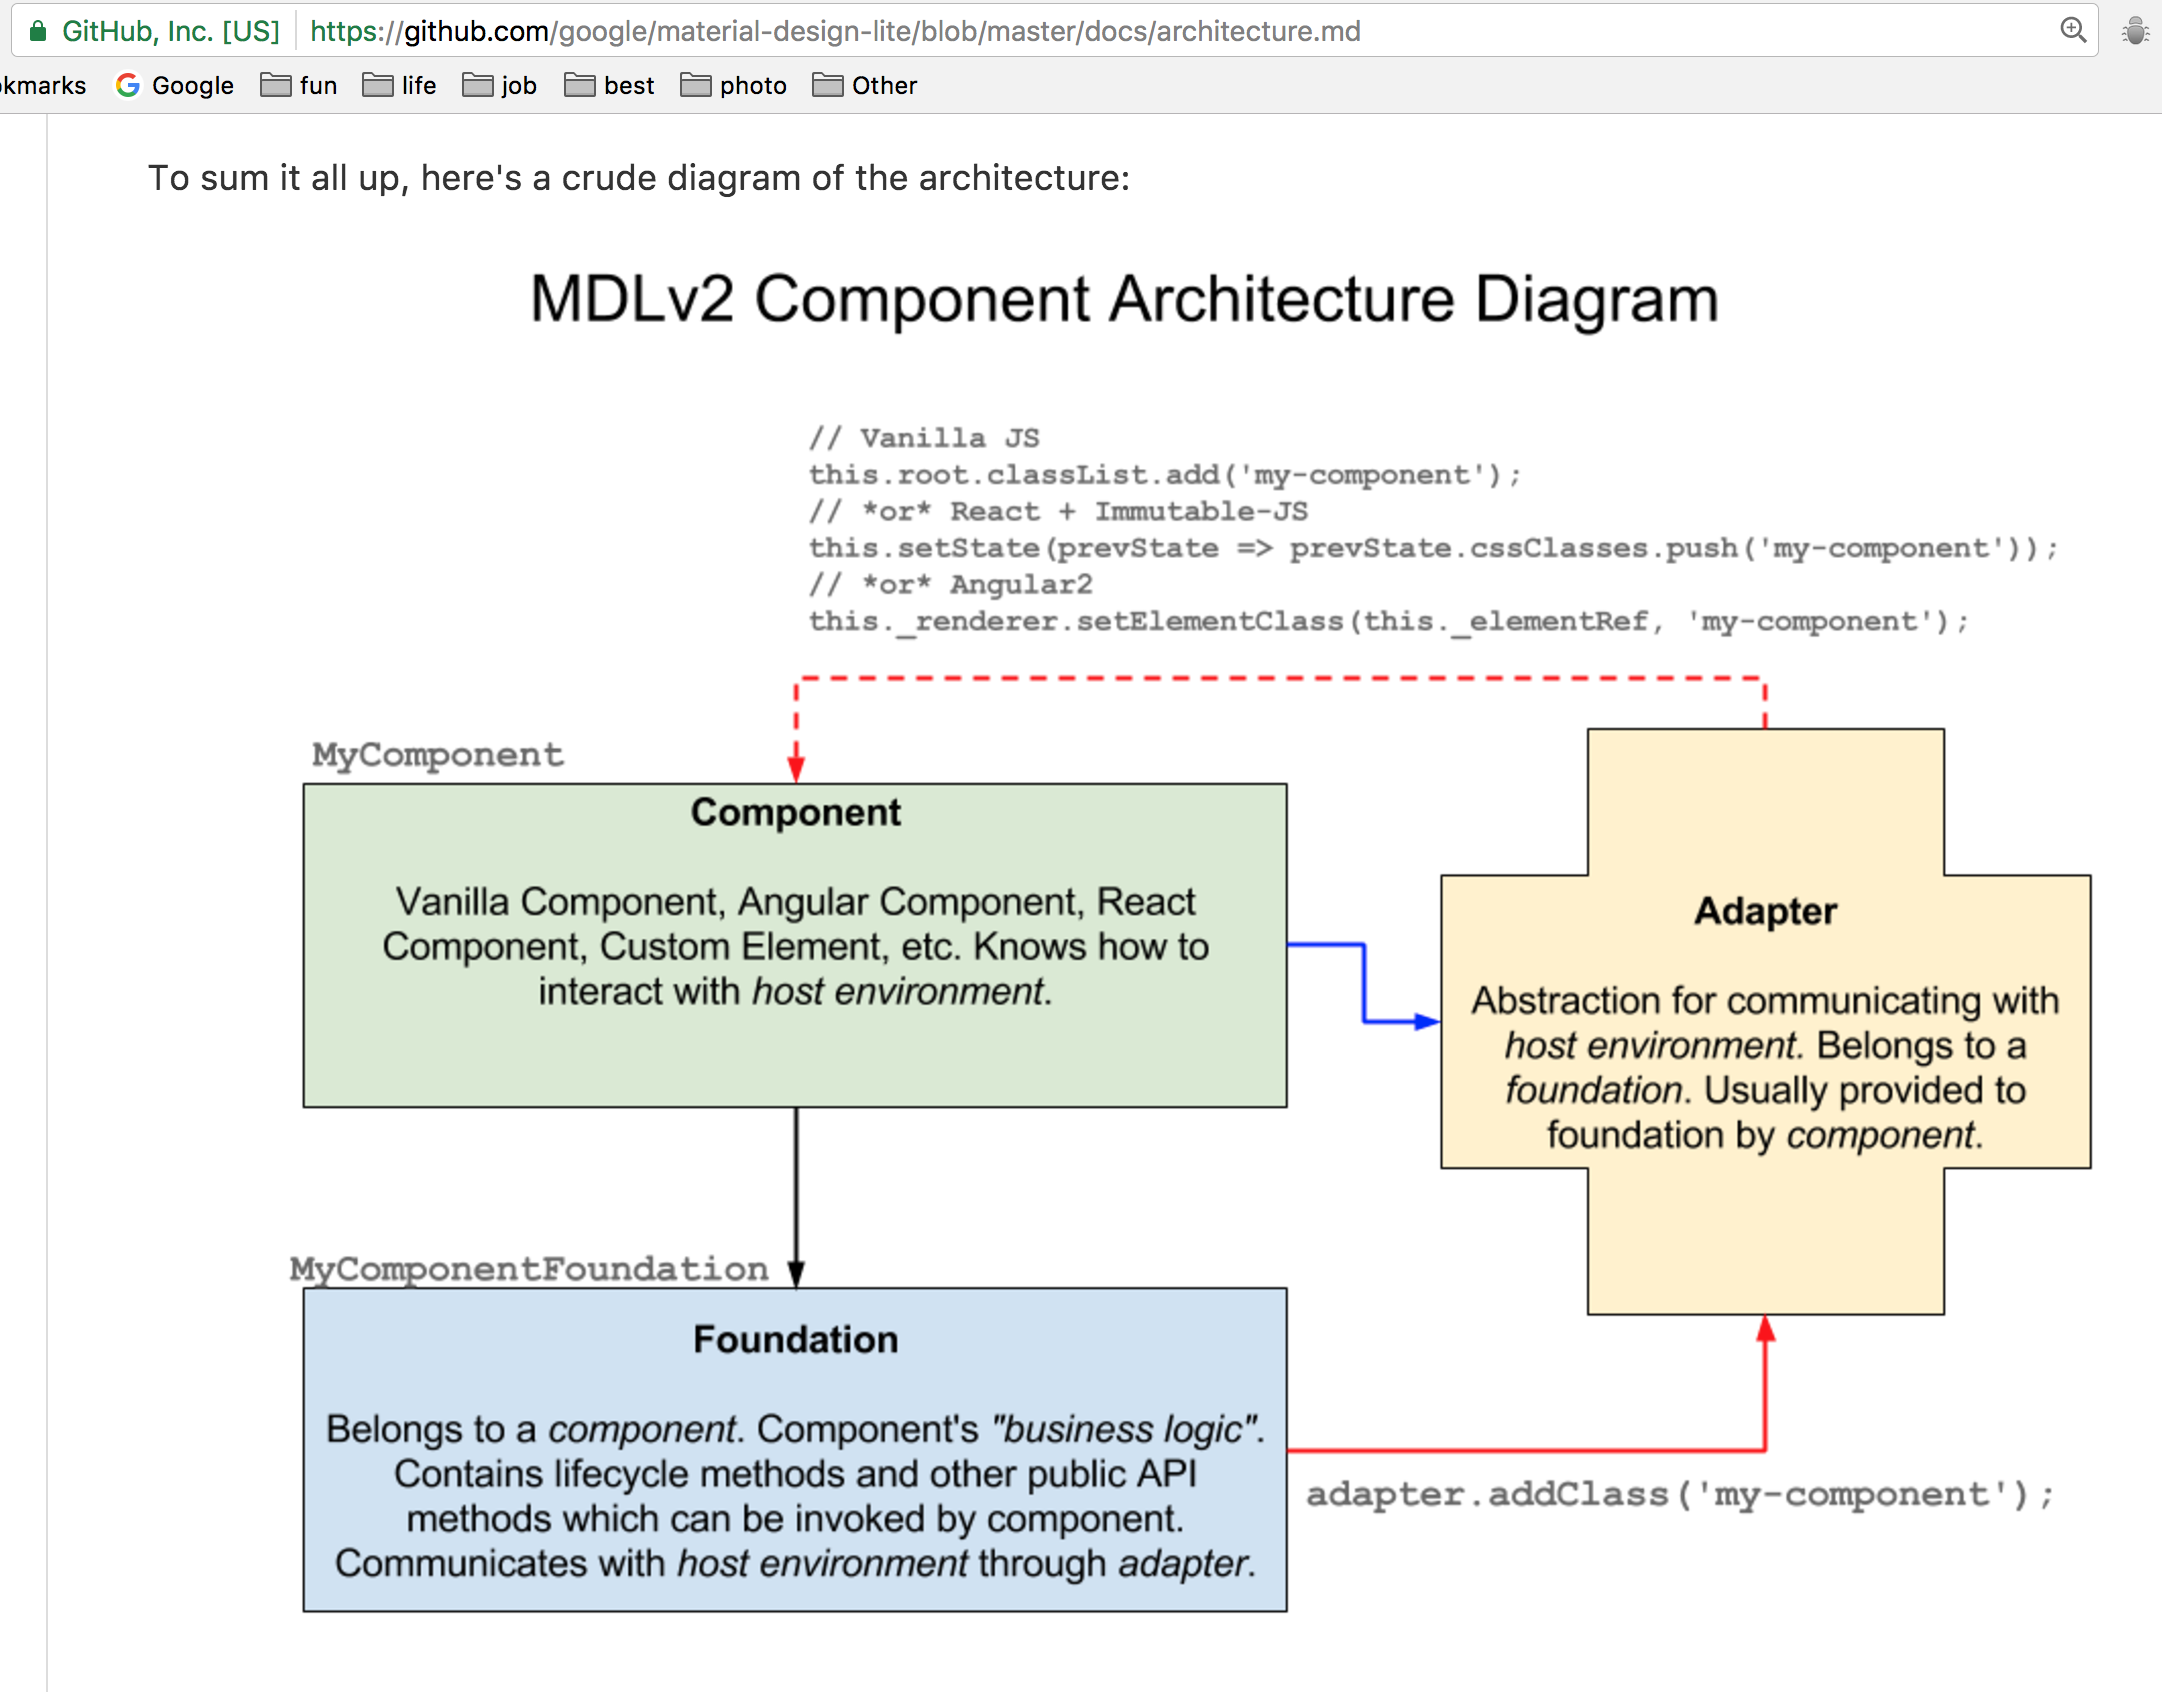 GitHub, Inc. [US] https://github.com/google/material-design-lite/blob/master/docs/architecture.md
kmarks Google fun life job best photo Other
To sum it all up, here's a crude diagram of the architecture:
MDLv2 Component Architecture Diagram
// Vanilla JS
this.root.classList.add('my-component');
// *or* React + Immutable-JS
this.setState(prevState => prevState.cssClasses.push('my-component'));
// *or* Angular2
this._renderer.setElementClass(this._elementRef, 'my-component');
MyComponent
Component
Vanilla Component, Angular Component, React
Component, Custom Element, etc. Knows how to
interact with host environment.
Adapter
Abstraction for communicating with
host environment. Belongs to a
foundation. Usually provided to
foundation by component.
MyComponentFoundation
Foundation
Belongs to a component. Component's "business logic".
Contains lifecycle methods and other public API
methods which can be invoked by component.
Communicates with host environment through adapter.
adapter.addClass('my-component');